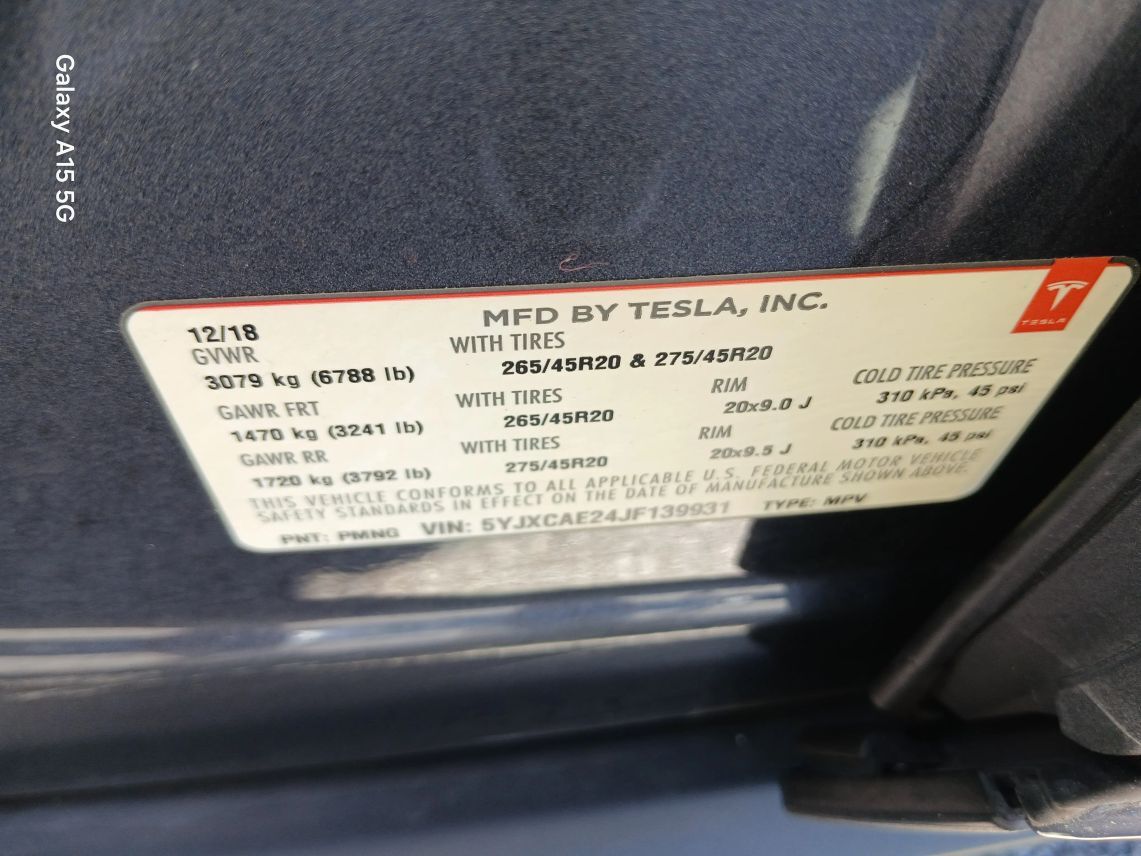 Galaxy A15 5G
MFD BY TESLA, INC.
TESLA
12/18
GVWR WITH TIRES
3079 kg (6788 lb) 265/45R20 & 275/45R20
GAWR FRT WITH TIRES RIM COLD TIRE PRESSURE
1470 kg (3241 lb) 265/45R20 20x9.0 J 310 kPa, 45 psi
GAWR RR WITH TIRES RIM COLD TIRE PRESSURE
1720 kg (3792 lb) 275/45R20 20x9.5 J 310 kPa, 45 psi
THIS VEHICLE CONFORMS TO ALL APPLICABLE U.S. FEDERAL MOTOR VEHICLE
SAFETY STANDARDS IN EFFECT ON THE DATE OF MANUFACTURE SHOWN ABOVE.
PNT: PMNG VIN: 5YJXCAE24JF139931 TYPE: MPV